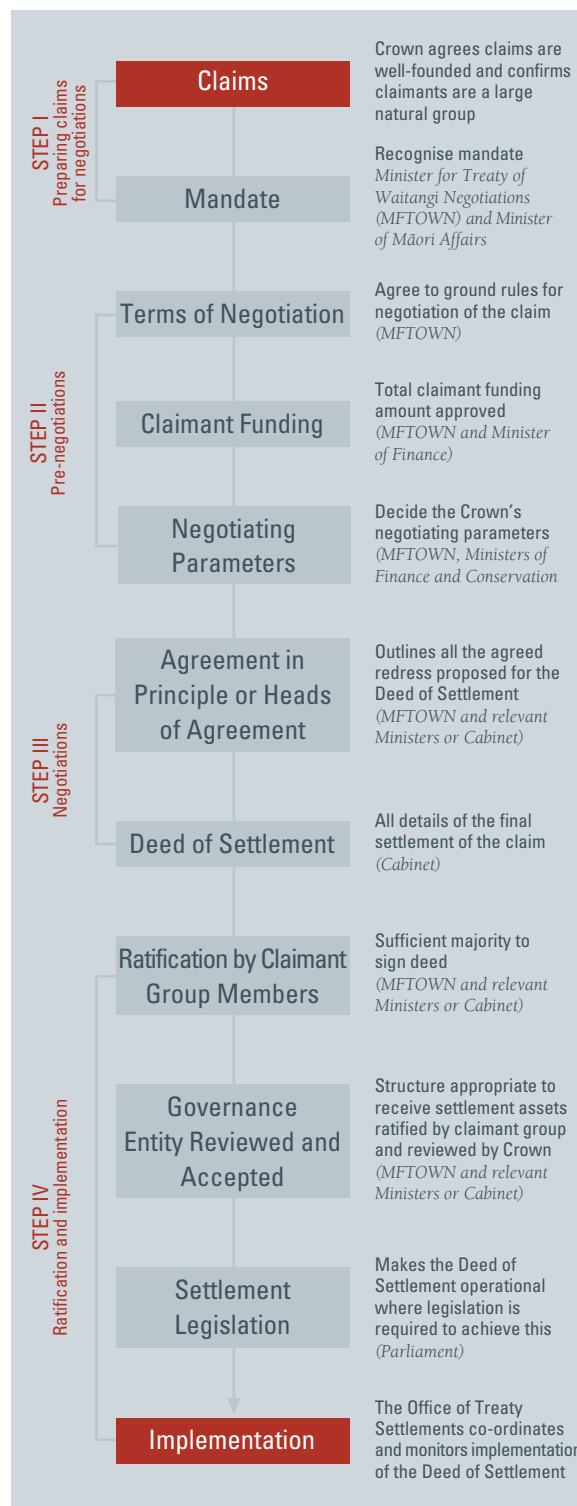 STEP I
Preparing claims
for negotiations
Claims
Crown agrees claims are
well-founded and confirms
claimants are a large
natural group
Mandate
Recognise mandate
Minister for Treaty of
Waitangi Negotiations
(MFTOWN) and Minister
of Māori Affairs
STEP II
Pre-negotiations
Terms of Negotiation
Agree to ground rules for
negotiation of the claim
(MFTOWN)
Claimant Funding
Total claimant funding
amount approved
(MFTOWN and Minister
of Finance)
Negotiating
Parameters
Decide the Crown’s
negotiating parameters
(MFTOWN, Ministers of
Finance and Conservation
STEP III
Negotiations
Agreement in
Principle or Heads
of Agreement
Outlines all the agreed
redress proposed for the
Deed of Settlement
(MFTOWN and relevant
Ministers or Cabinet)
Deed of Settlement
All details of the final
settlement of the claim
(Cabinet)
STEP IV
Ratification and implementation
Ratification by Claimant
Group Members
Sufficient majority to
sign deed
(MFTOWN and relevant
Ministers or Cabinet)
Governance
Entity Reviewed and
Accepted
Structure appropriate to
receive settlement assets
ratified by claimant group
and reviewed by Crown
(MFTOWN and relevant
Ministers or Cabinet)
Settlement
Legislation
Makes the Deed of
Settlement operational
where legislation is
required to achieve this
(Parliament)
Implementation
The Office of Treaty
Settlements co-ordinates
and monitors implementation
of the Deed of Settlement